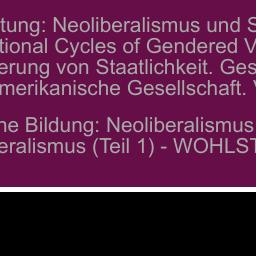 tung: Neoliberalismus und S
tional Cycles of Gendered V
erung von Staatlichkeit. Ges
merikanische Gesellschaft. V
ne Bildung: Neoliberalismus
eralismus (Teil 1) - WOHLST